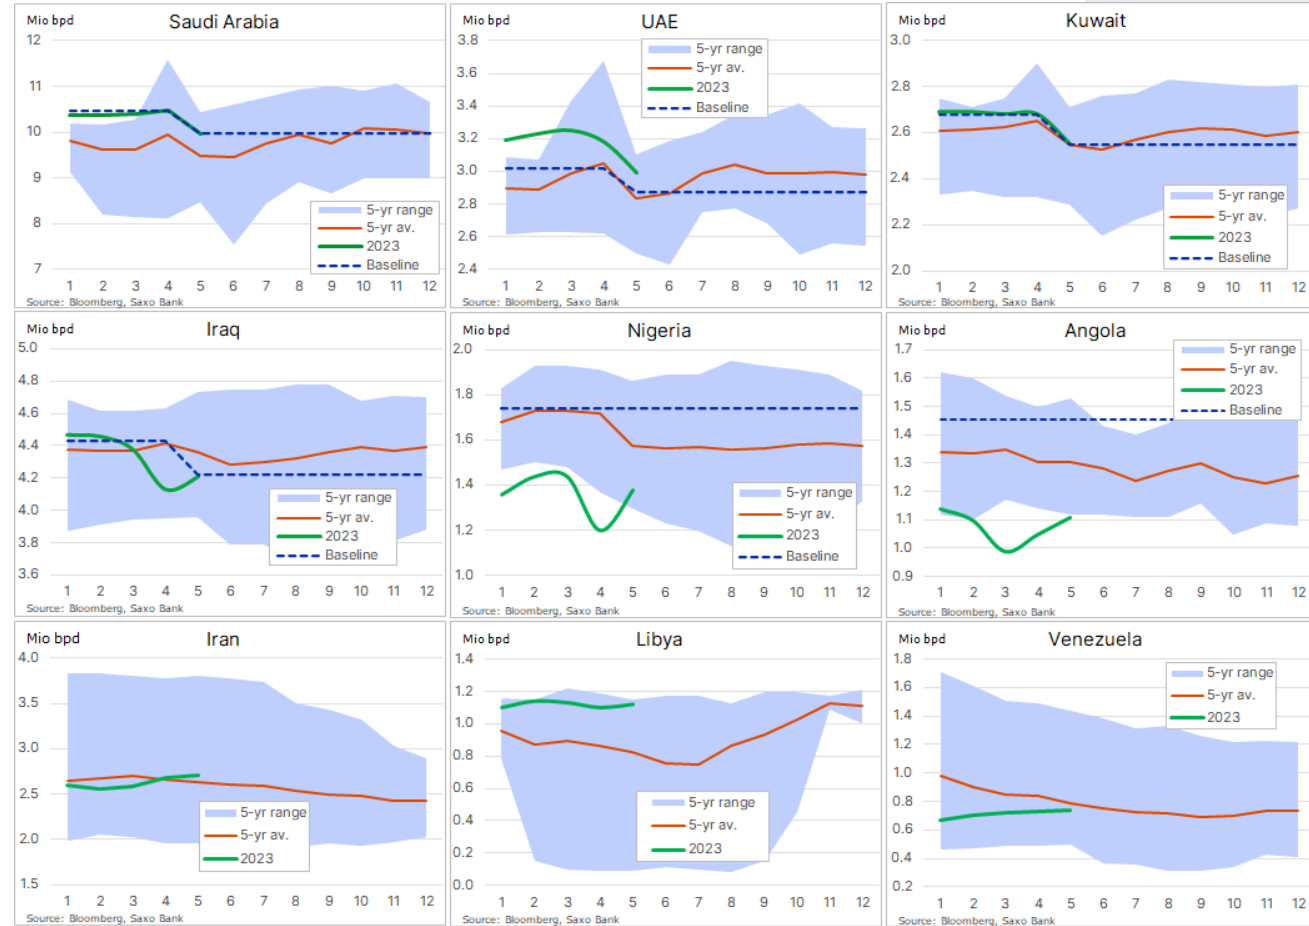 Mio bpd
Saudi Arabia
12
11
10
9
8
7
5-yr range
5-yr av.
2023
Baseline
1 2 3 4 5 6 7 8 9 10 11 12
Source: Bloomberg, Saxo Bank
Mio bpd
UAE
3.8
3.6
3.4
3.2
3.0
2.8
2.6
2.4
5-yr range
5-yr av.
2023
Baseline
1 2 3 4 5 6 7 8 9 10 11 12
Source: Bloomberg, Saxo Bank
Mio bpd
Kuwait
3.0
2.8
2.6
2.4
2.2
2.0
5-yr range
5-yr av.
2023
Baseline
1 2 3 4 5 6 7 8 9 10 11 12
Source: Bloomberg, Saxo Bank
Mio bpd
Iraq
5.0
4.8
4.6
4.4
4.2
4.0
3.8
3.6
5-yr range
5-yr av.
2023
Baseline
1 2 3 4 5 6 7 8 9 10 11 12
Source: Bloomberg, Saxo Bank
Mio bpd
Nigeria
2.0
1.8
1.6
1.4
1.2
1.0
5-yr range
5-yr av.
2023
Baseline
1 2 3 4 5 6 7 8 9 10 11 12
Source: Bloomberg, Saxo Bank
Mio bpd
Angola
1.7
1.6
1.5
1.4
1.3
1.2
1.1
1.0
0.9
5-yr range
5-yr av.
2023
Baseline
1 2 3 4 5 6 7 8 9 10 11 12
Source: Bloomberg, Saxo Bank
Mio bpd
Iran
4.0
3.5
3.0
2.5
2.0
1.5
5-yr range
5-yr av.
2023
1 2 3 4 5 6 7 8 9 10 11 12
Source: Bloomberg, Saxo Bank
Mio bpd
Libya
1.4
1.2
1.0
0.8
0.6
0.4
0.2
0.0
5-yr range
5-yr av.
2023
1 2 3 4 5 6 7 8 9 10 11 12
Source: Bloomberg, Saxo Bank
Mio bpd
Venezuela
1.8
1.6
1.4
1.2
1.0
0.8
0.6
0.4
0.2
5-yr range
5-yr av.
2023
1 2 3 4 5 6 7 8 9 10 11 12
Source: Bloomberg, Saxo Bank